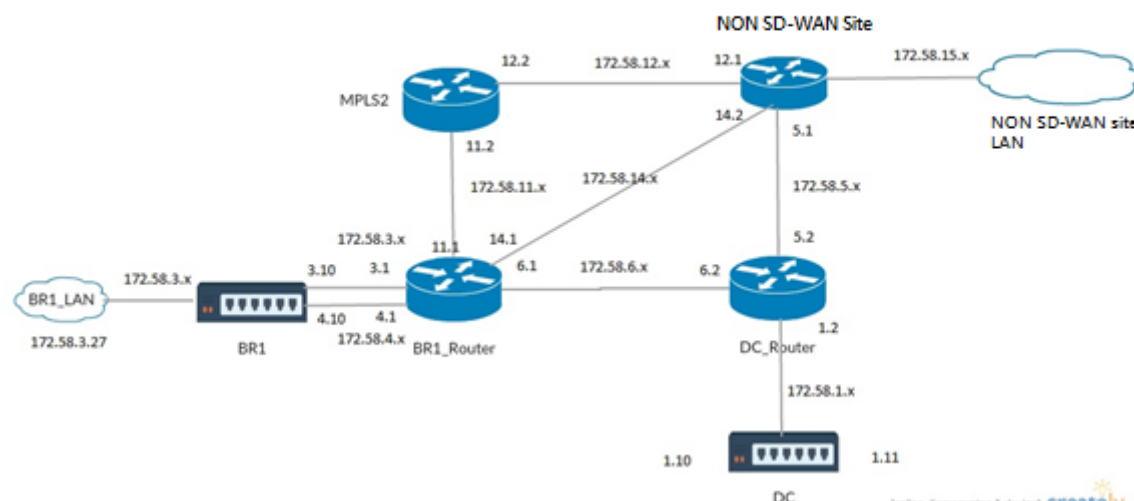 NON SD-WAN Site
12.2
172.58.12.x
12.1
172.58.15.x
MPLS2
14.2
5.1
NON SD-WAN site
LAN
11.2
172.58.14.x
172.58.11.x
172.58.5.x
172.58.3.x
11.1
14.1
5.2
172.58.3.x
3.10
3.1
6.1
172.58.6.x
6.2
BR1_LAN
4.10
4.1
1.2
172.58.3.27
172.58.4.x
BR1
BR1_Router
DC_Router
172.58.1.x
1.10
1.11
DC